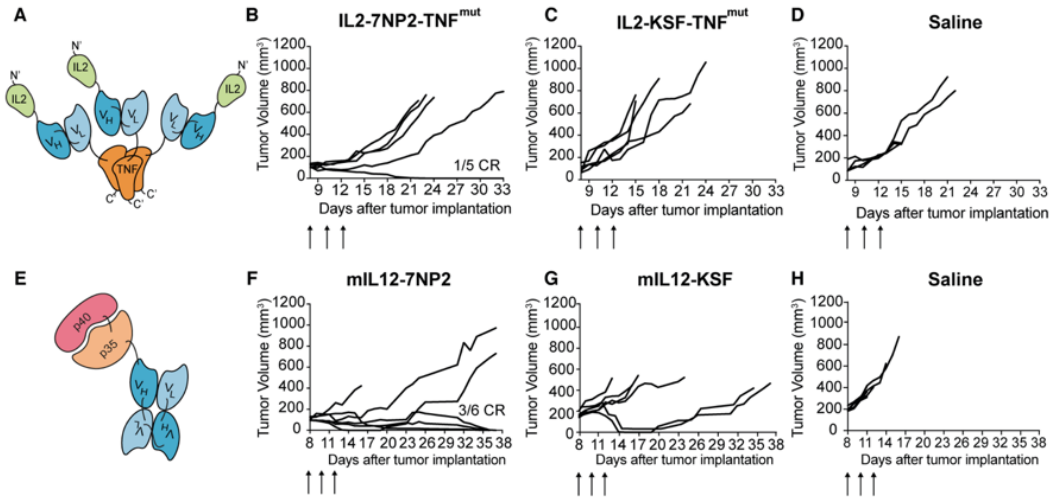 A
N'
N'
N'
IL2
IL2
IL2
VH
VL
VH
VL
VL
VH
TNF
C'
C'
C'
B
IL2-7NP2-TNFmut
Tumor Volume (mm3)
1200
1000
800
600
400
200
0
1/5 CR
9 12 15 18 21 24 27 30 33
Days after tumor implantation
C
IL2-KSF-TNFmut
Tumor Volume (mm3)
1200
1000
800
600
400
200
0
9 12 15 18 21 24 27 30 33
Days after tumor implantation
D
Saline
Tumor Volume (mm3)
1200
1000
800
600
400
200
0
9 12 15 18 21 24 27 30 33
Days after tumor implantation
E
p40
p35
VH
VL
VL
VH
F
mIL12-7NP2
Tumor Volume (mm3)
1200
1000
800
600
400
200
0
3/6 CR
8 11 14 17 20 23 26 29 32 35 38
Days after tumor implantation
G
mIL12-KSF
Tumor Volume (mm3)
1200
1000
800
600
400
200
0
8 11 14 17 20 23 26 29 32 35 38
Days after tumor implantation
H
Saline
Tumor Volume (mm3)
1200
1000
800
600
400
200
0
8 11 14 17 20 23 26 29 32 35 38
Days after tumor implantation